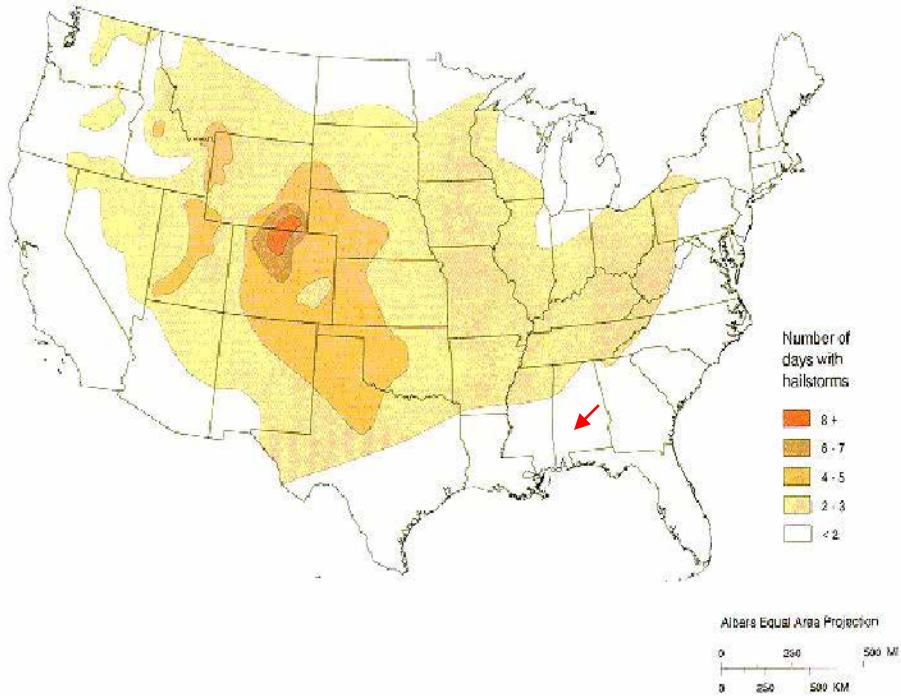 Number of
days with
hailstorms
8 +
6 - 7
4 - 5
2 - 3
< 2
Albers Equal Area Projection
0 250 500 MI
0 250 500 KM